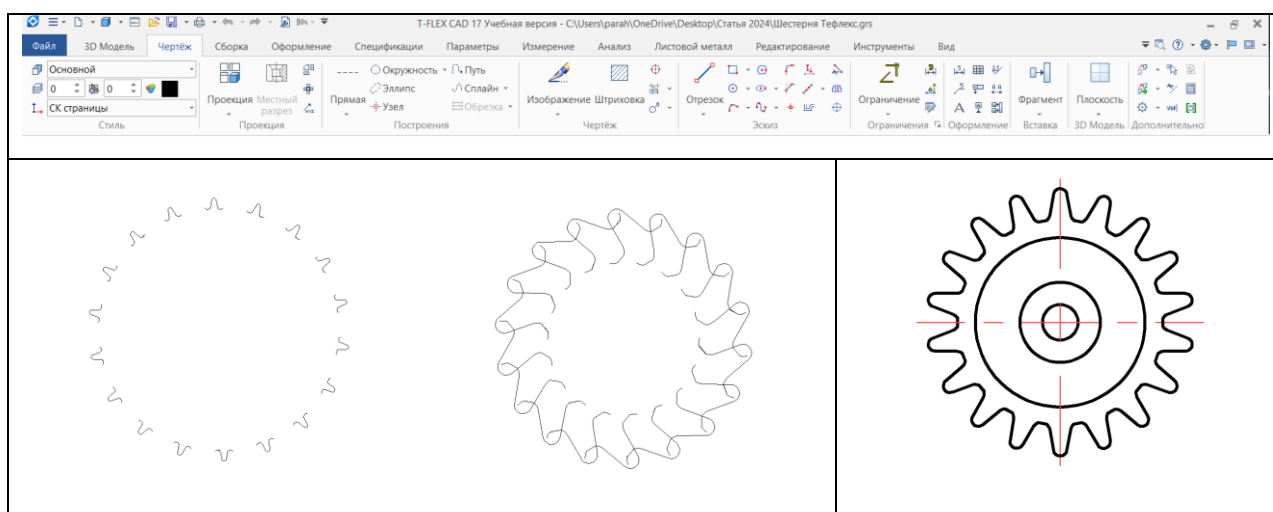 T-FLEX CAD 17 Учебная версия - C:\Users\parah\OneDrive\Desktop\Статья 2024\Шестерня Тефлекс.grs
Файл 3D Модель Чертёж Сборка Оформление Спецификации Параметры Измерение Анализ Листовой металл Редактирование Инструменты Вид
Основной
0 0
СК страницы
Стиль
Проекция Местный разрез
Проекция
Прямая
Окружность Путь
Эллипс Сплайн
Узел Обрезка
Построения
Изображение Штриховка
Чертёж
Отрезок
Эскиз
Ограничение
Ограничения
Оформление
Фрагмент
Вставка
Плоскость
3D Модель
var
Дополнительно